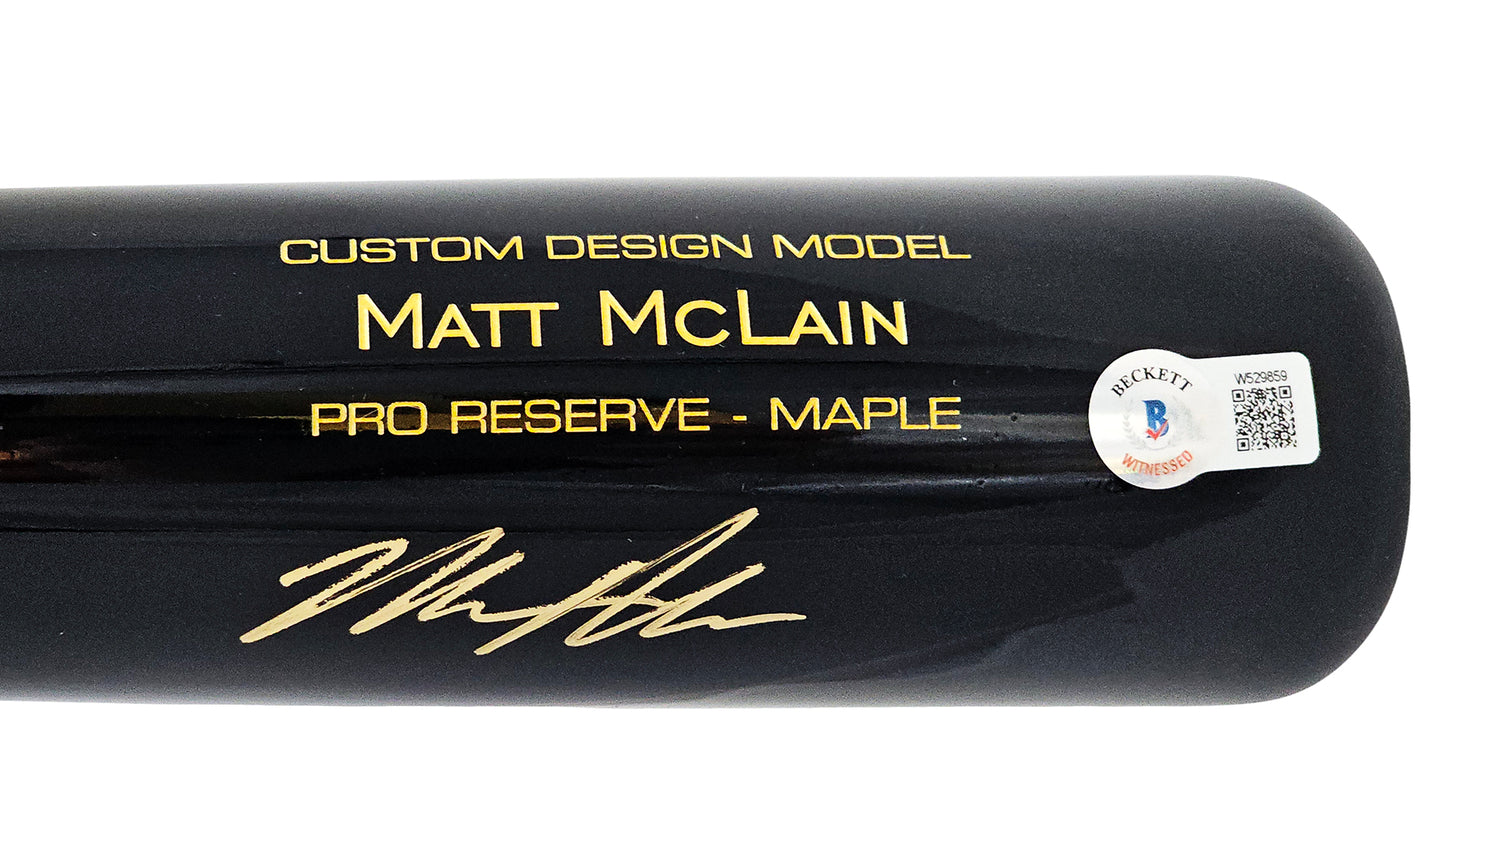 CUSTOM DESIGN MODEL
MATT MCLAIN
PRO RESERVE - MAPLE
BECKETT
B
WITNESSED
W529859